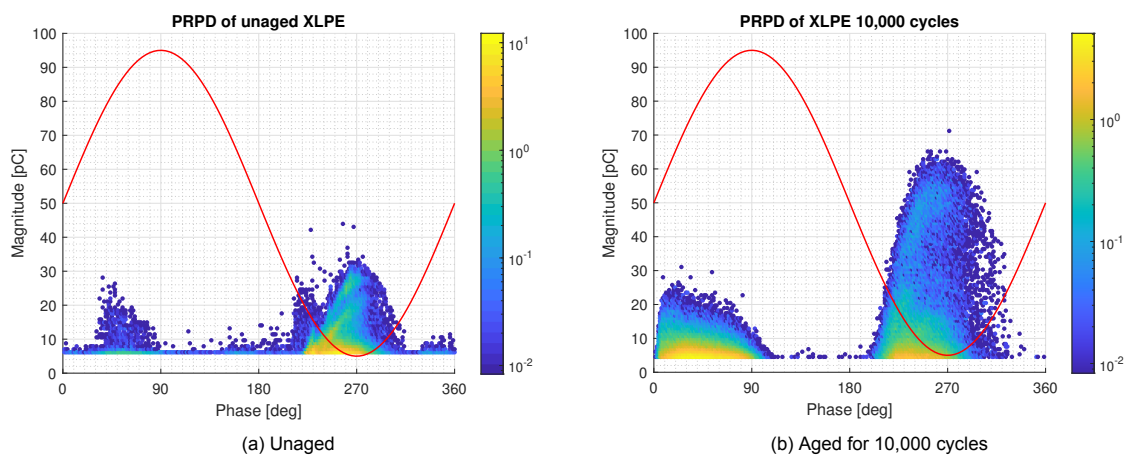 PRPD of unaged XLPE
100
90
80
70
60
50
40
30
20
10
0
Magnitude [pC]
0 90 180 270 360
Phase [deg]
10^1
10^0
10^-1
10^-2
(a) Unaged
PRPD of XLPE 10,000 cycles
100
90
80
70
60
50
40
30
20
10
0
Magnitude [pC]
0 90 180 270 360
Phase [deg]
10^0
10^-1
10^-2
(b) Aged for 10,000 cycles